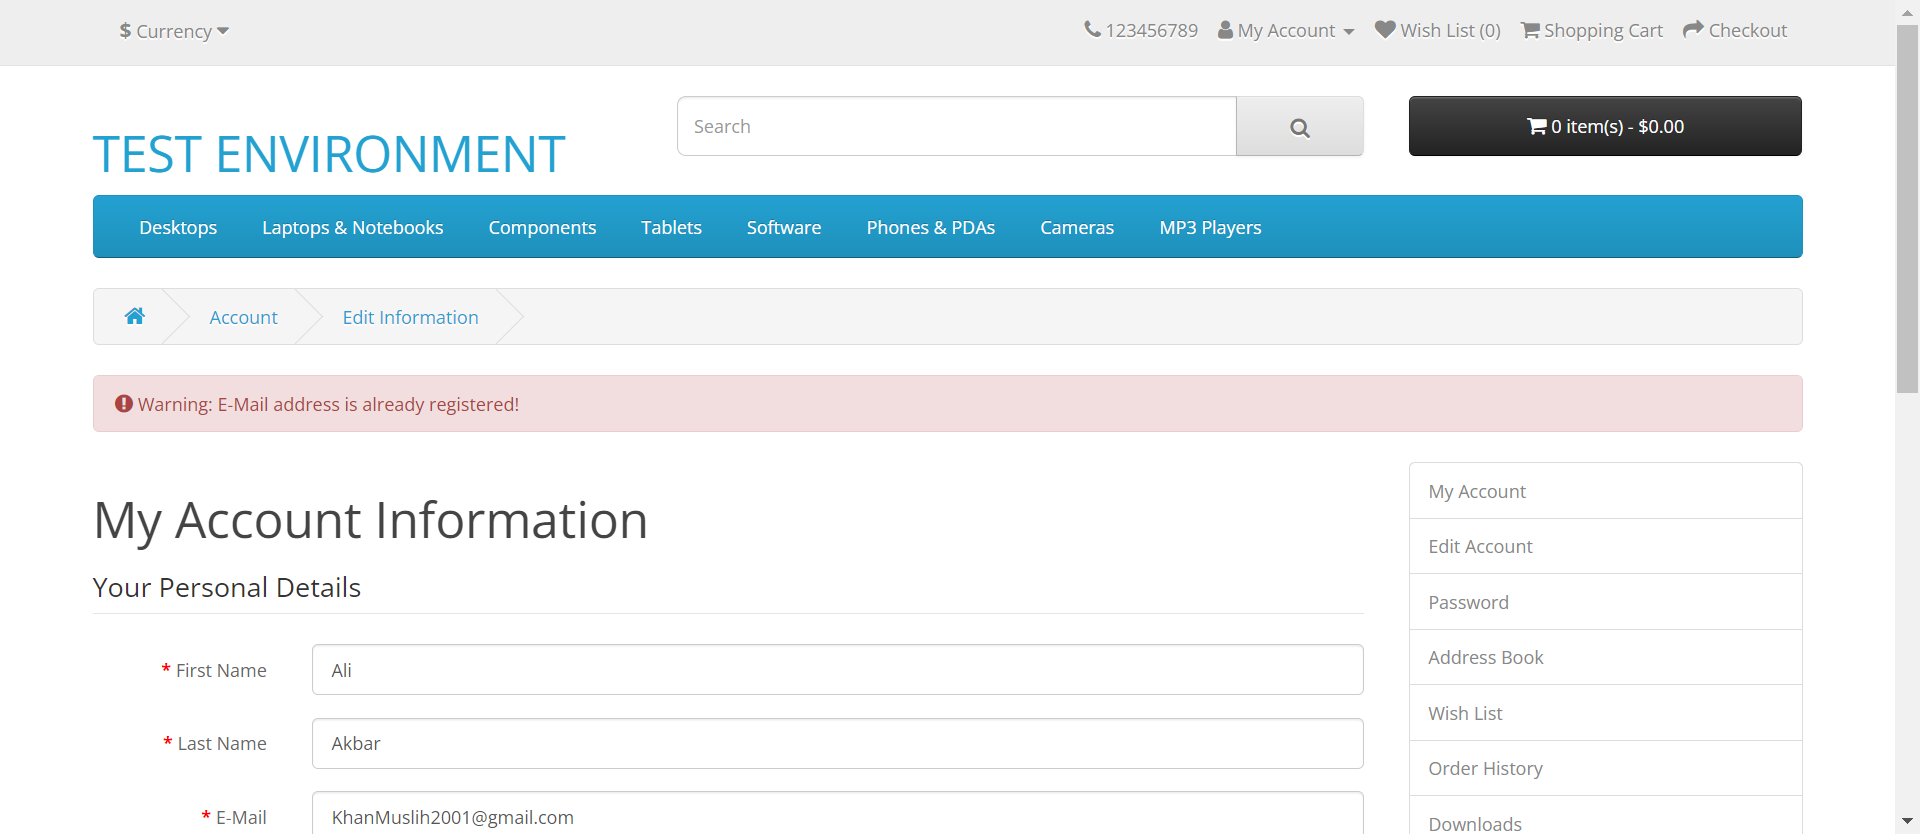 $ Currency
123456789 My Account Wish List (0) Shopping Cart Checkout
TEST ENVIRONMENT
Search
0 item(s) - $0.00
Desktops Laptops & Notebooks Components Tablets Software Phones & PDAs Cameras MP3 Players
Account Edit Information
Warning: E-Mail address is already registered!
My Account Information
Your Personal Details
* First Name Ali
* Last Name Akbar
* E-Mail KhanMuslih2001@gmail.com
My Account
Edit Account
Password
Address Book
Wish List
Order History
Downloads